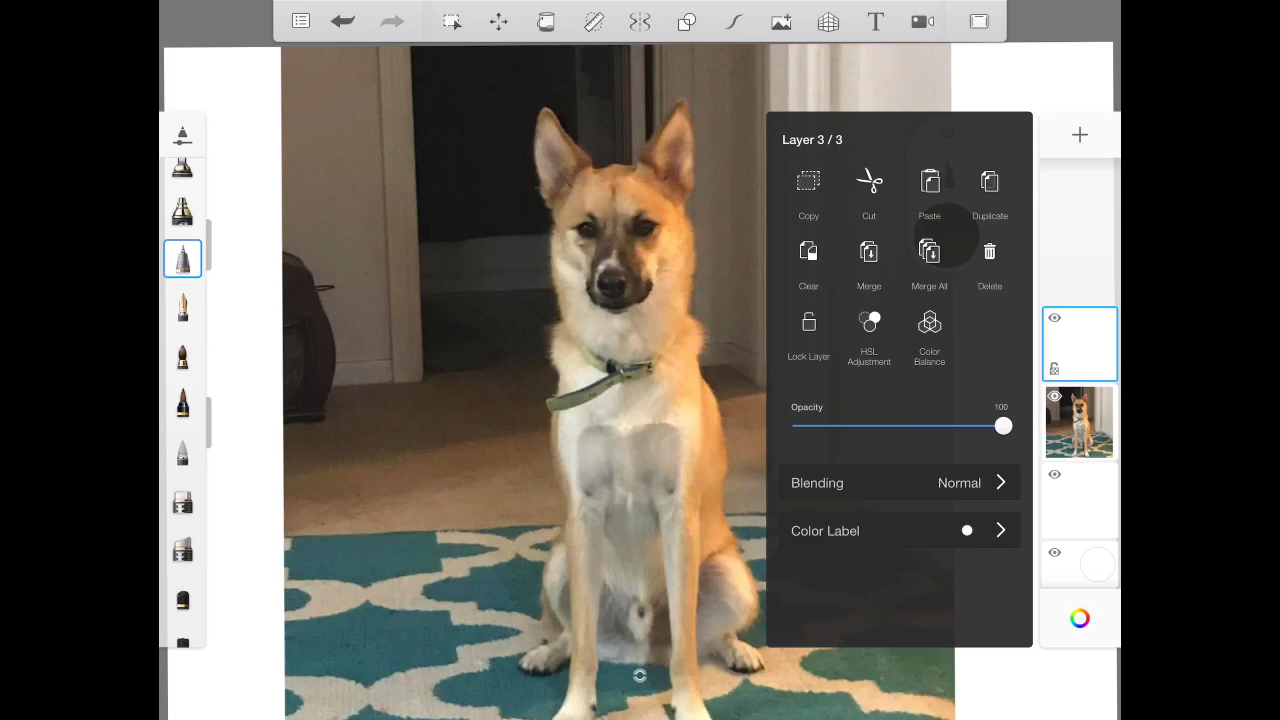 Layer 3 / 3
Copy
Cut
Paste
Duplicate
Clear
Merge
Merge All
Delete
Lock Layer
HSL
Adjustment
Color
Balance
Opacity
100
Blending
Normal
Color Label